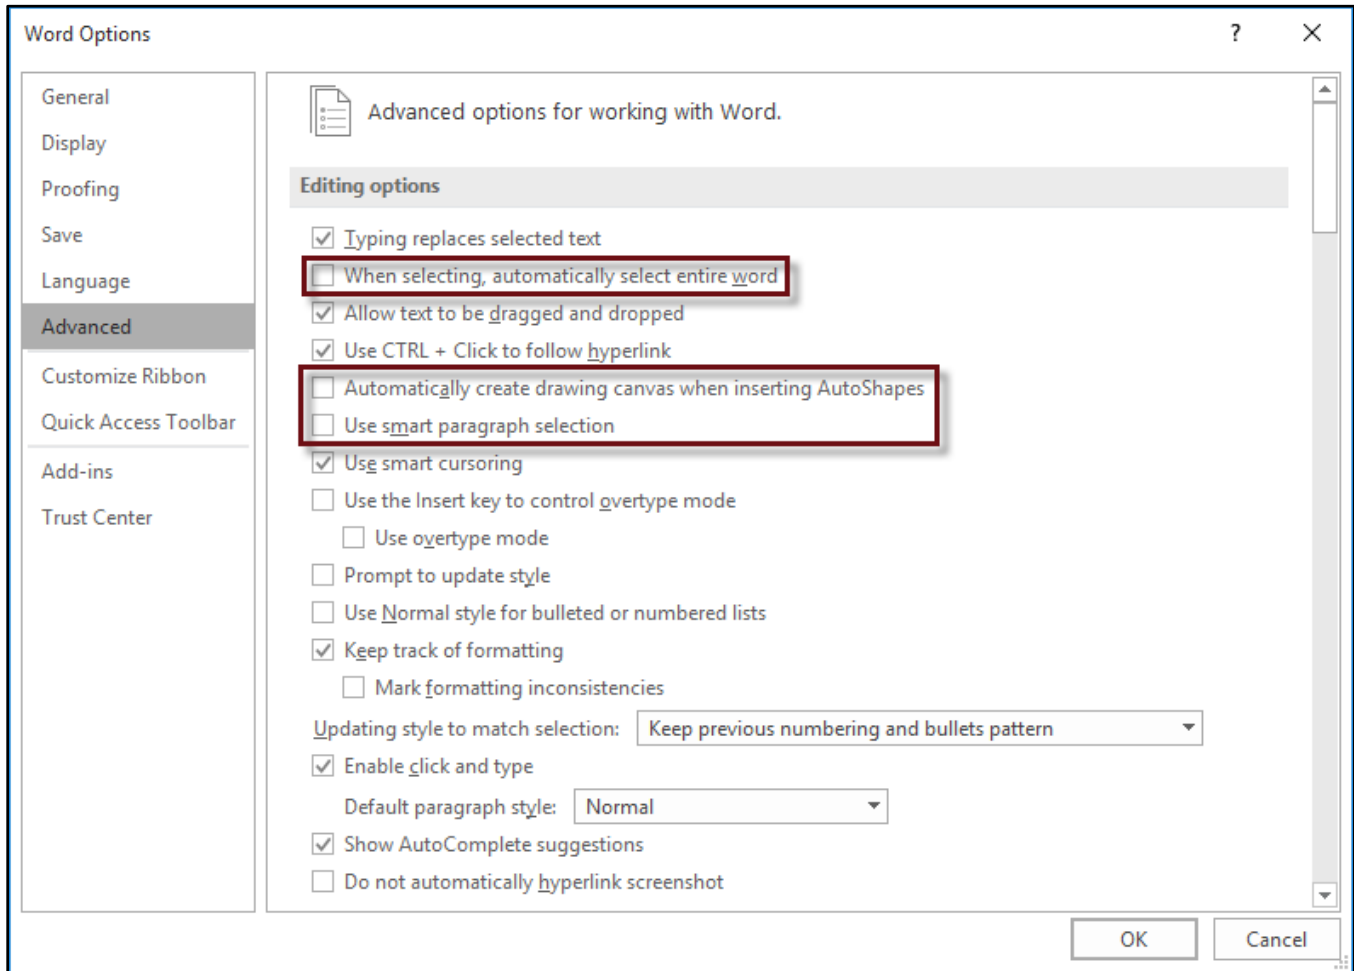 Word Options
?
General
Display
Proofing
Save
Language
Advanced
Customize Ribbon
Quick Access Toolbar
Add-ins
Trust Center
Advanced options for working with Word.
Editing options
Typing replaces selected text
When selecting, automatically select entire word
Allow text to be dragged and dropped
Use CTRL + Click to follow hyperlink
Automatically create drawing canvas when inserting AutoShapes
Use smart paragraph selection
Use smart cursoring
Use the Insert key to control overtype mode
Use overtype mode
Prompt to update style
Use Normal style for bulleted or numbered lists
Keep track of formatting
Mark formatting inconsistencies
Updating style to match selection: Keep previous numbering and bullets pattern
Enable click and type
Default paragraph style: Normal
Show AutoComplete suggestions
Do not automatically hyperlink screenshot
OK Cancel